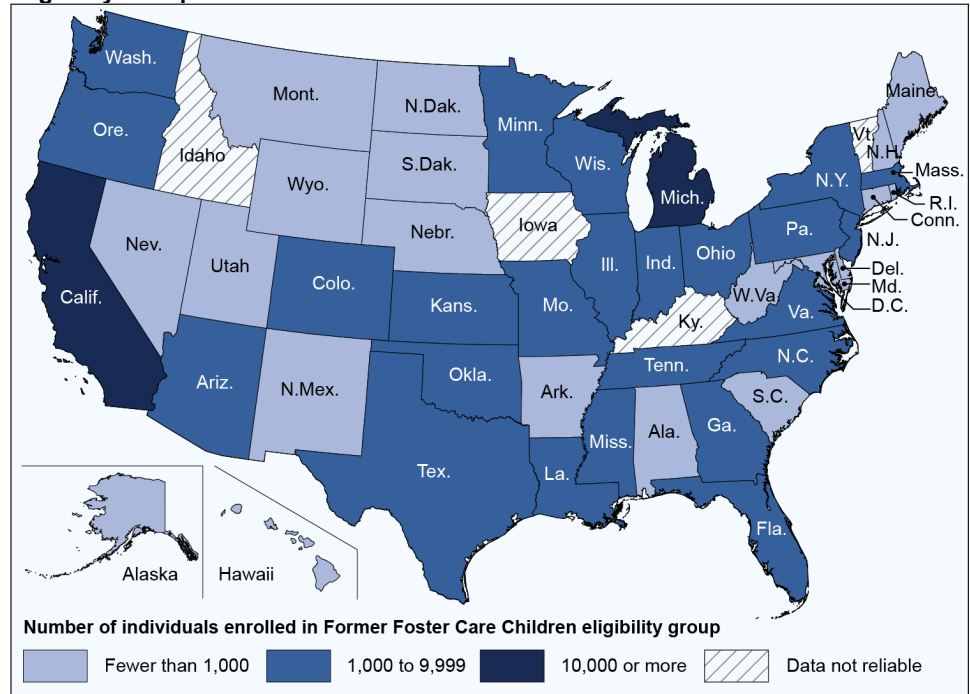 Wash.
Mont.
N.Dak.
Minn.
Maine
Ore.
Idaho
S.Dak.
Wis.
Vt.
N.H.
Wyo.
Mich.
N.Y.
Mass.
R.I.
Conn.
Nev.
Nebr.
Iowa
Pa.
N.J.
Utah
Ill.
Ind.
Ohio
Del.
Calif.
Colo.
Kans.
Mo.
W.Va.
Va.
Md.
D.C.
Ky.
Ariz.
N.Mex.
Okla.
Ark.
Tenn.
N.C.
S.C.
Tex.
La.
Miss.
Ala.
Ga.
Fla.
Alaska
Hawaii
Number of individuals enrolled in Former Foster Care Children eligibility group
Fewer than 1,000
1,000 to 9,999
10,000 or more
Data not reliable